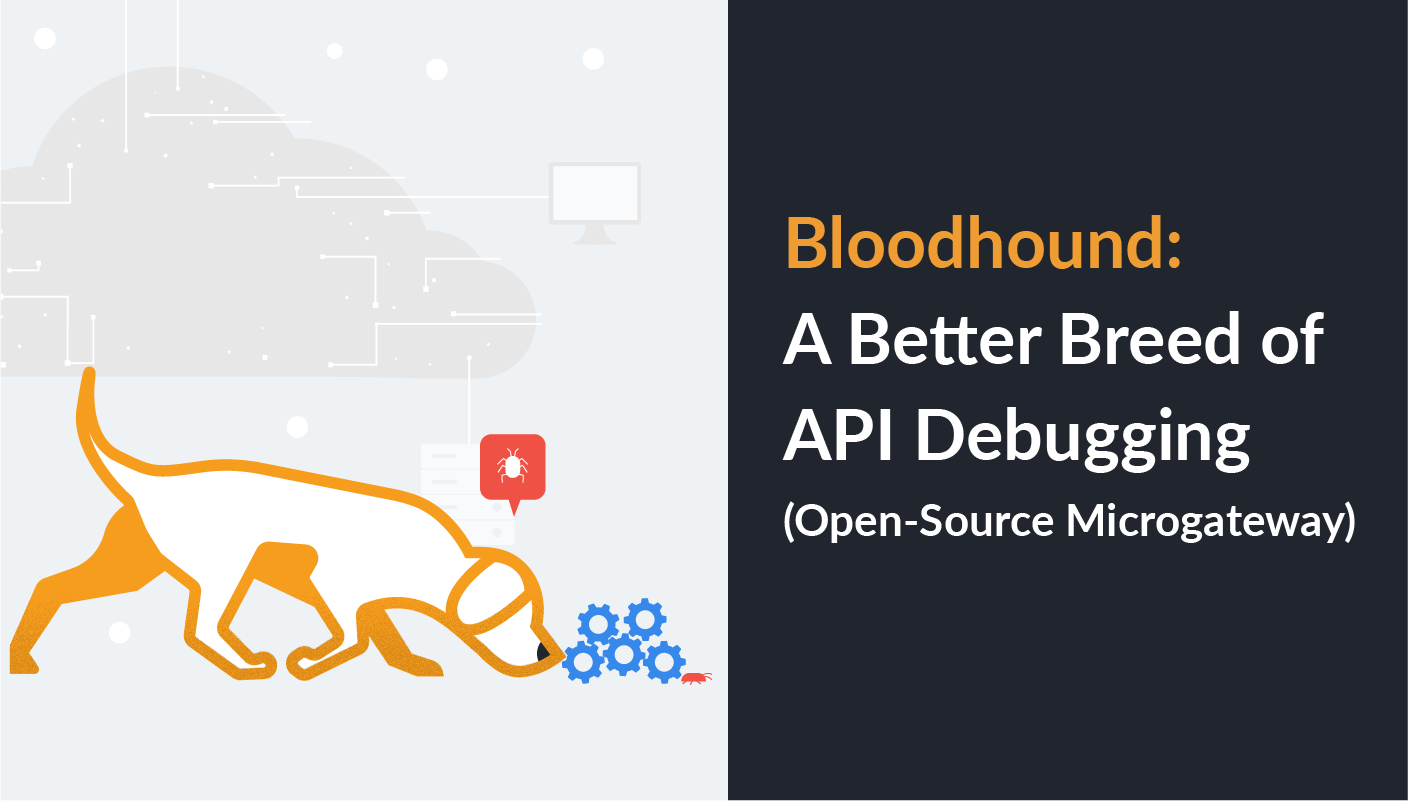 Bloodhound:
A Better Breed of
API Debugging
(Open-Source Microgateway)